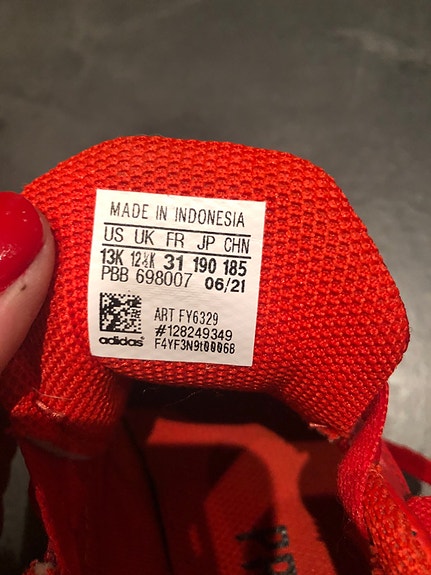 MADE IN INDONESIA
US UK FR JP CHN
13K 12½K 31 190 185
PBB 698007 06/21
ART FY6329
#128249349
adidas® F4YF3N9t00068